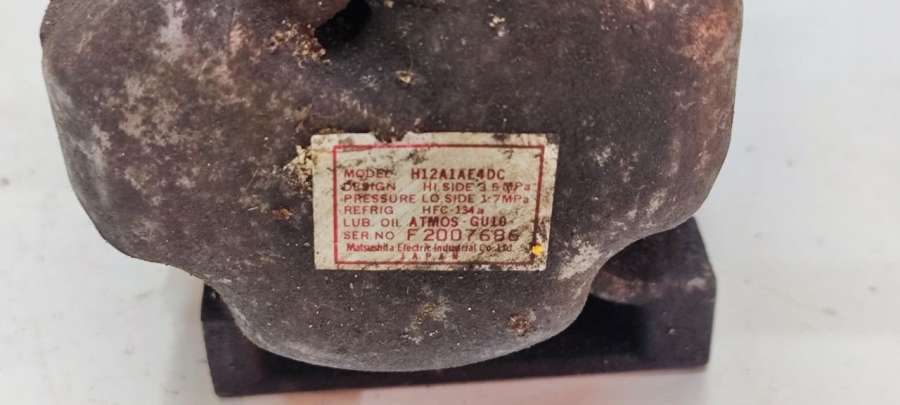 MODEL H12A1AE4DC
DESIGN HI SIDE 3.5MPa
PRESSURE LO SIDE 1.7MPa
REFRIG HFC-134a
LUB. OIL ATMOS-GU10
SER. NO F2007686
Matsushita Electric Industrial Co. Ltd.
JAPAN